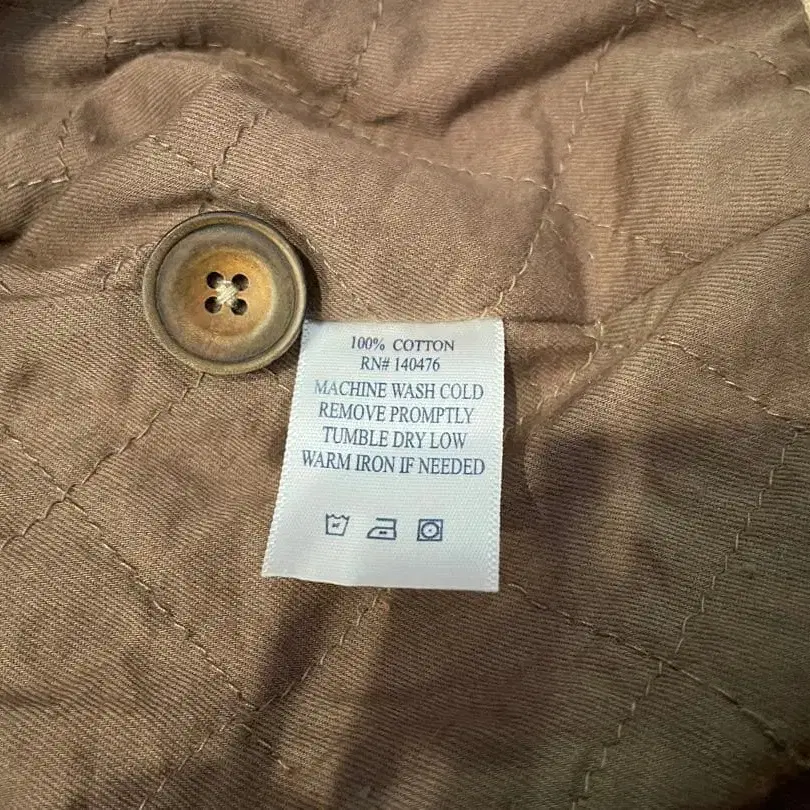 100% COTTON
RN# 140476
MACHINE WASH COLD
REMOVE PROMPTLY
TUMBLE DRY LOW
WARM IRON IF NEEDED